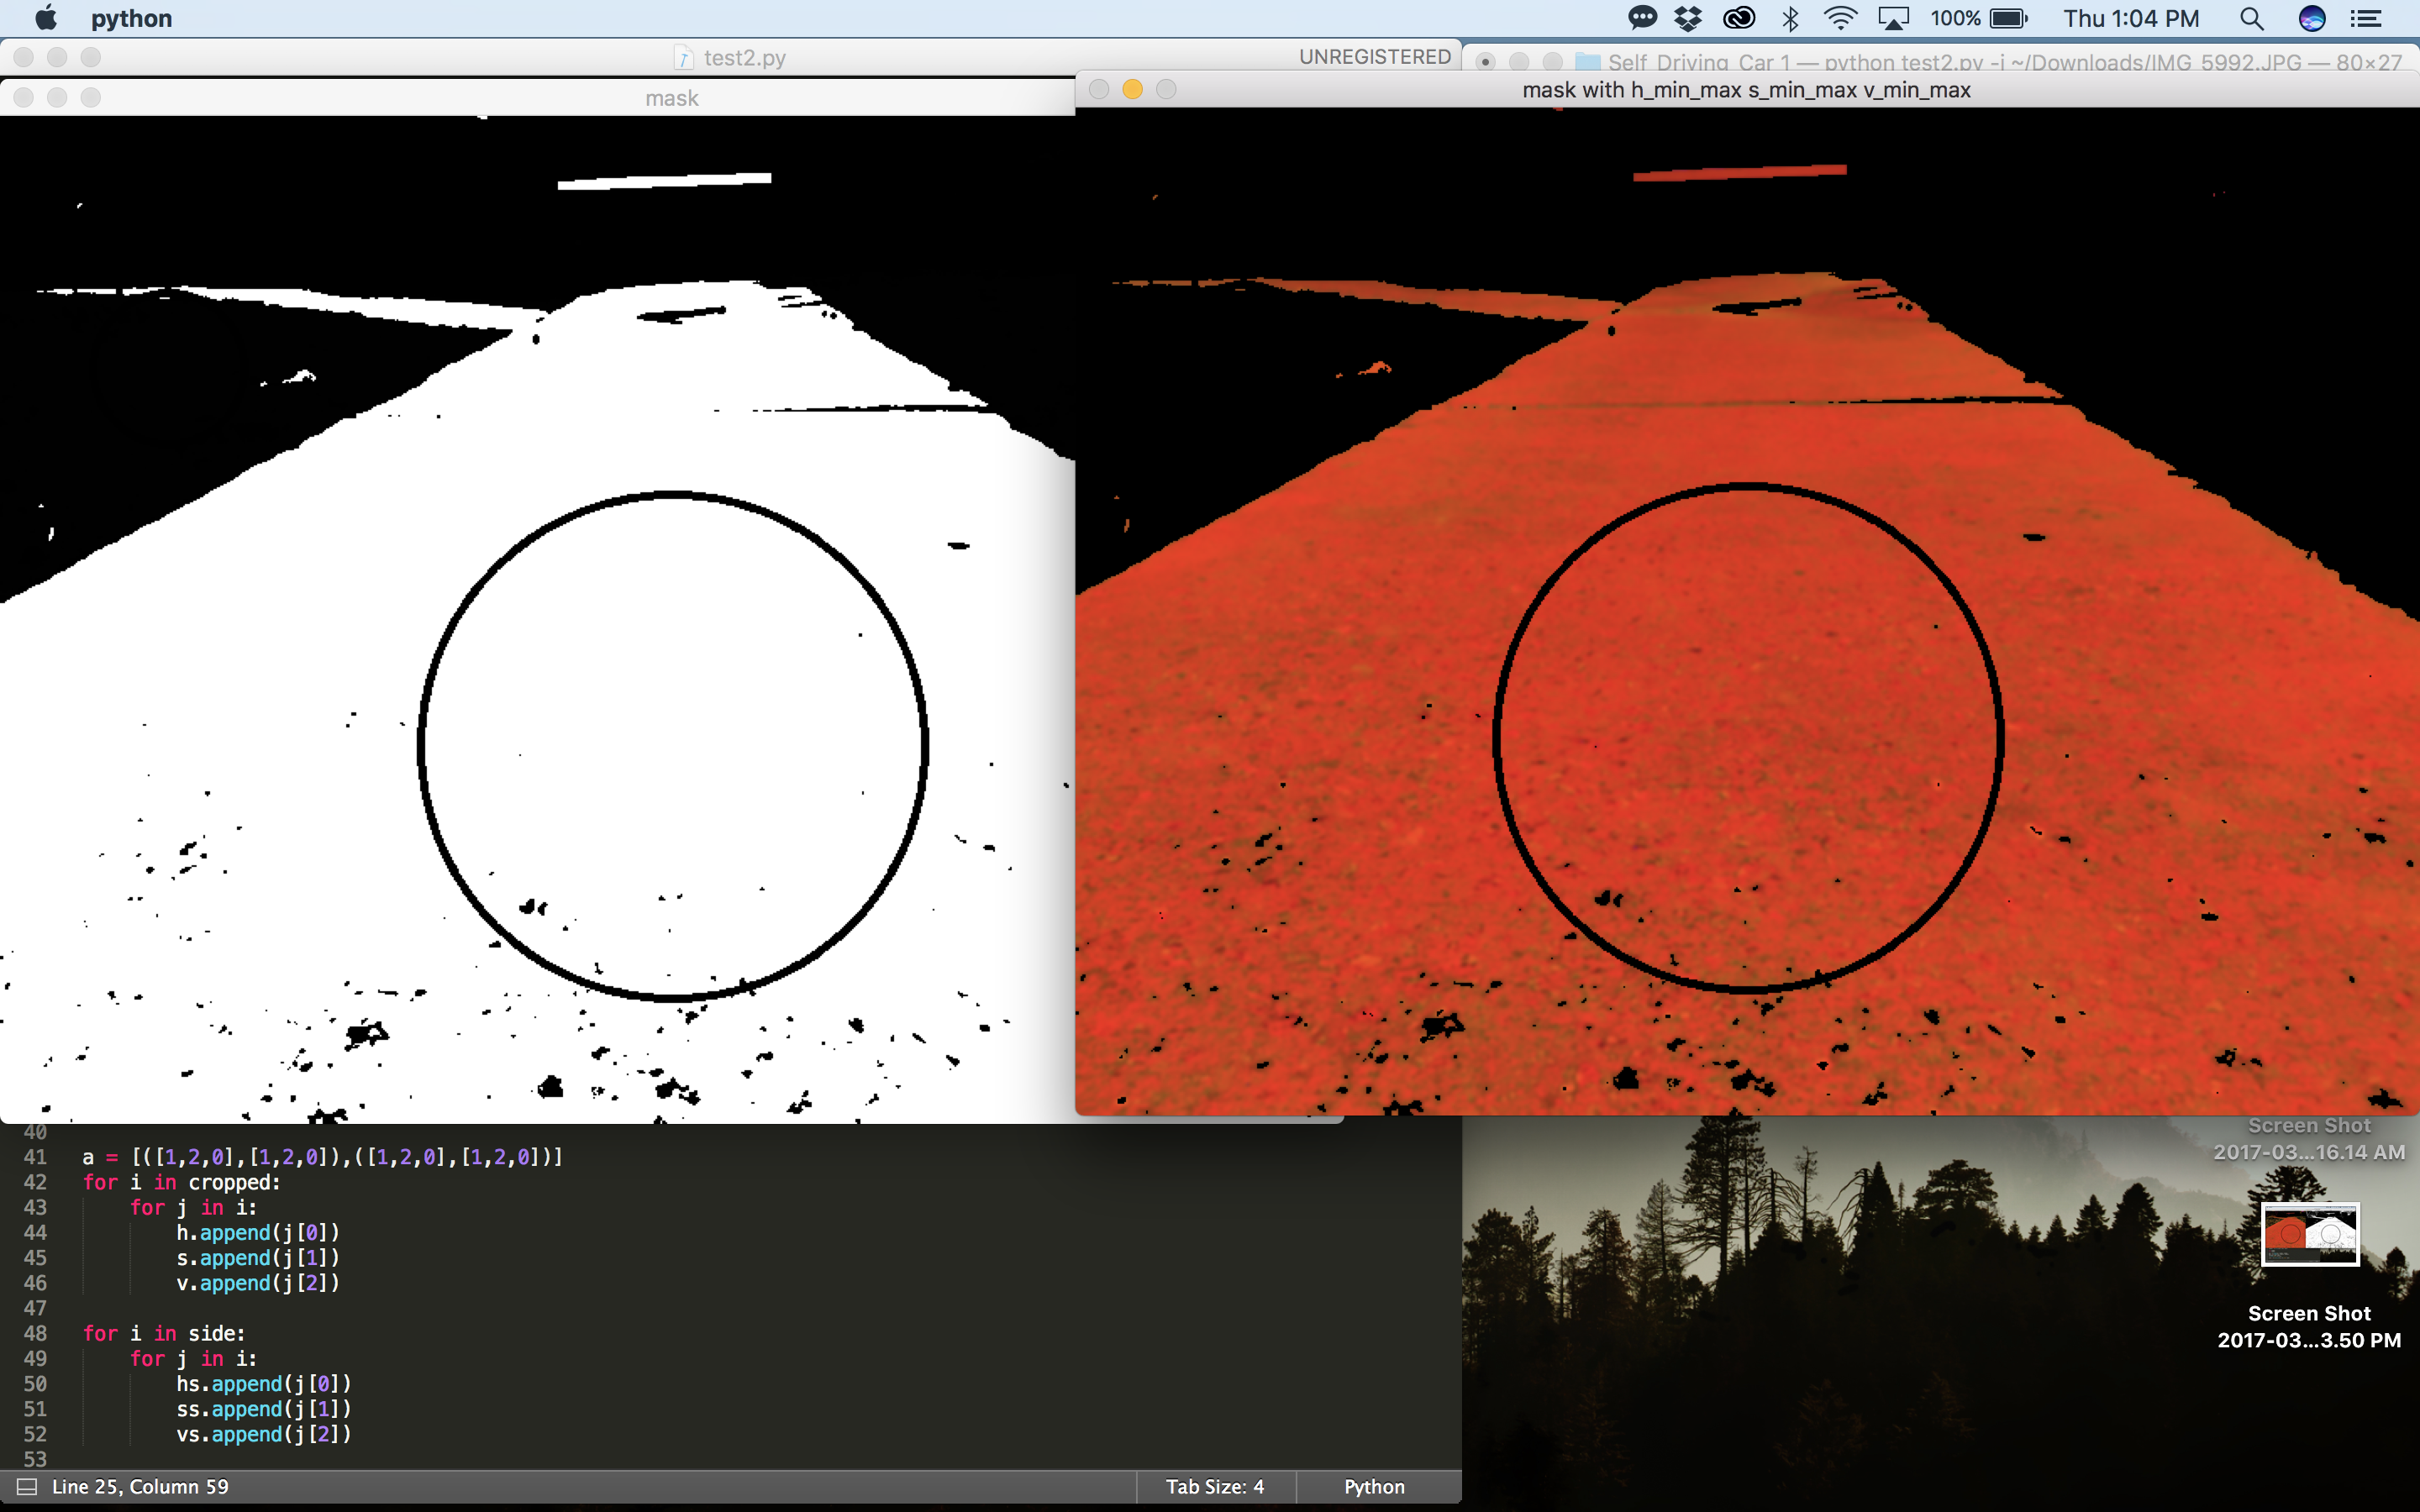 python
100%
Thu 1:04 PM
test2.py
UNREGISTERED
Self_Driving_Car 1 — python test2.py -i ~/Downloads/IMG_5992.JPG — 80×27
mask
mask with h_min_max s_min_max v_min_max
40
41 a = [([1,2,0],[1,2,0]),([1,2,0],[1,2,0])]
42 for i in cropped:
43 for j in i:
44 h.append(j[0])
45 s.append(j[1])
46 v.append(j[2])
47
48 for i in side:
49 for j in i:
50 hs.append(j[0])
51 ss.append(j[1])
52 vs.append(j[2])
53
Line 25, Column 59
Tab Size: 4
Python
Screen Shot
2017-03...16.14 AM
Screen Shot
2017-03...3.50 PM